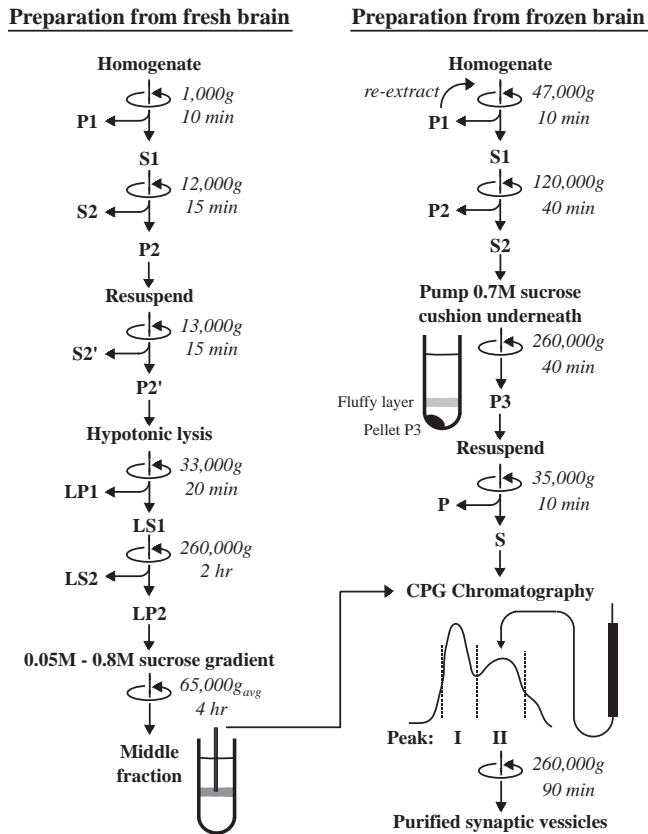 Preparation from fresh brain
Homogenate
1,000g
10 min
P1
S1
12,000g
15 min
S2
P2
Resuspend
13,000g
15 min
S2'
P2'
Hypotonic lysis
33,000g
20 min
LP1
LS1
260,000g
2 hr
LS2
LP2
0.05M - 0.8M sucrose gradient
65,000gavg
4 hr
Middle
fraction
Preparation from frozen brain
Homogenate
re-extract
47,000g
10 min
P1
S1
120,000g
40 min
P2
S2
Pump 0.7M sucrose
cushion underneath
260,000g
40 min
Fluffy layer
P3
Pellet P3
Resuspend
35,000g
10 min
P
S
CPG Chromatography
Peak: I II
260,000g
90 min
Purified synaptic vessicles